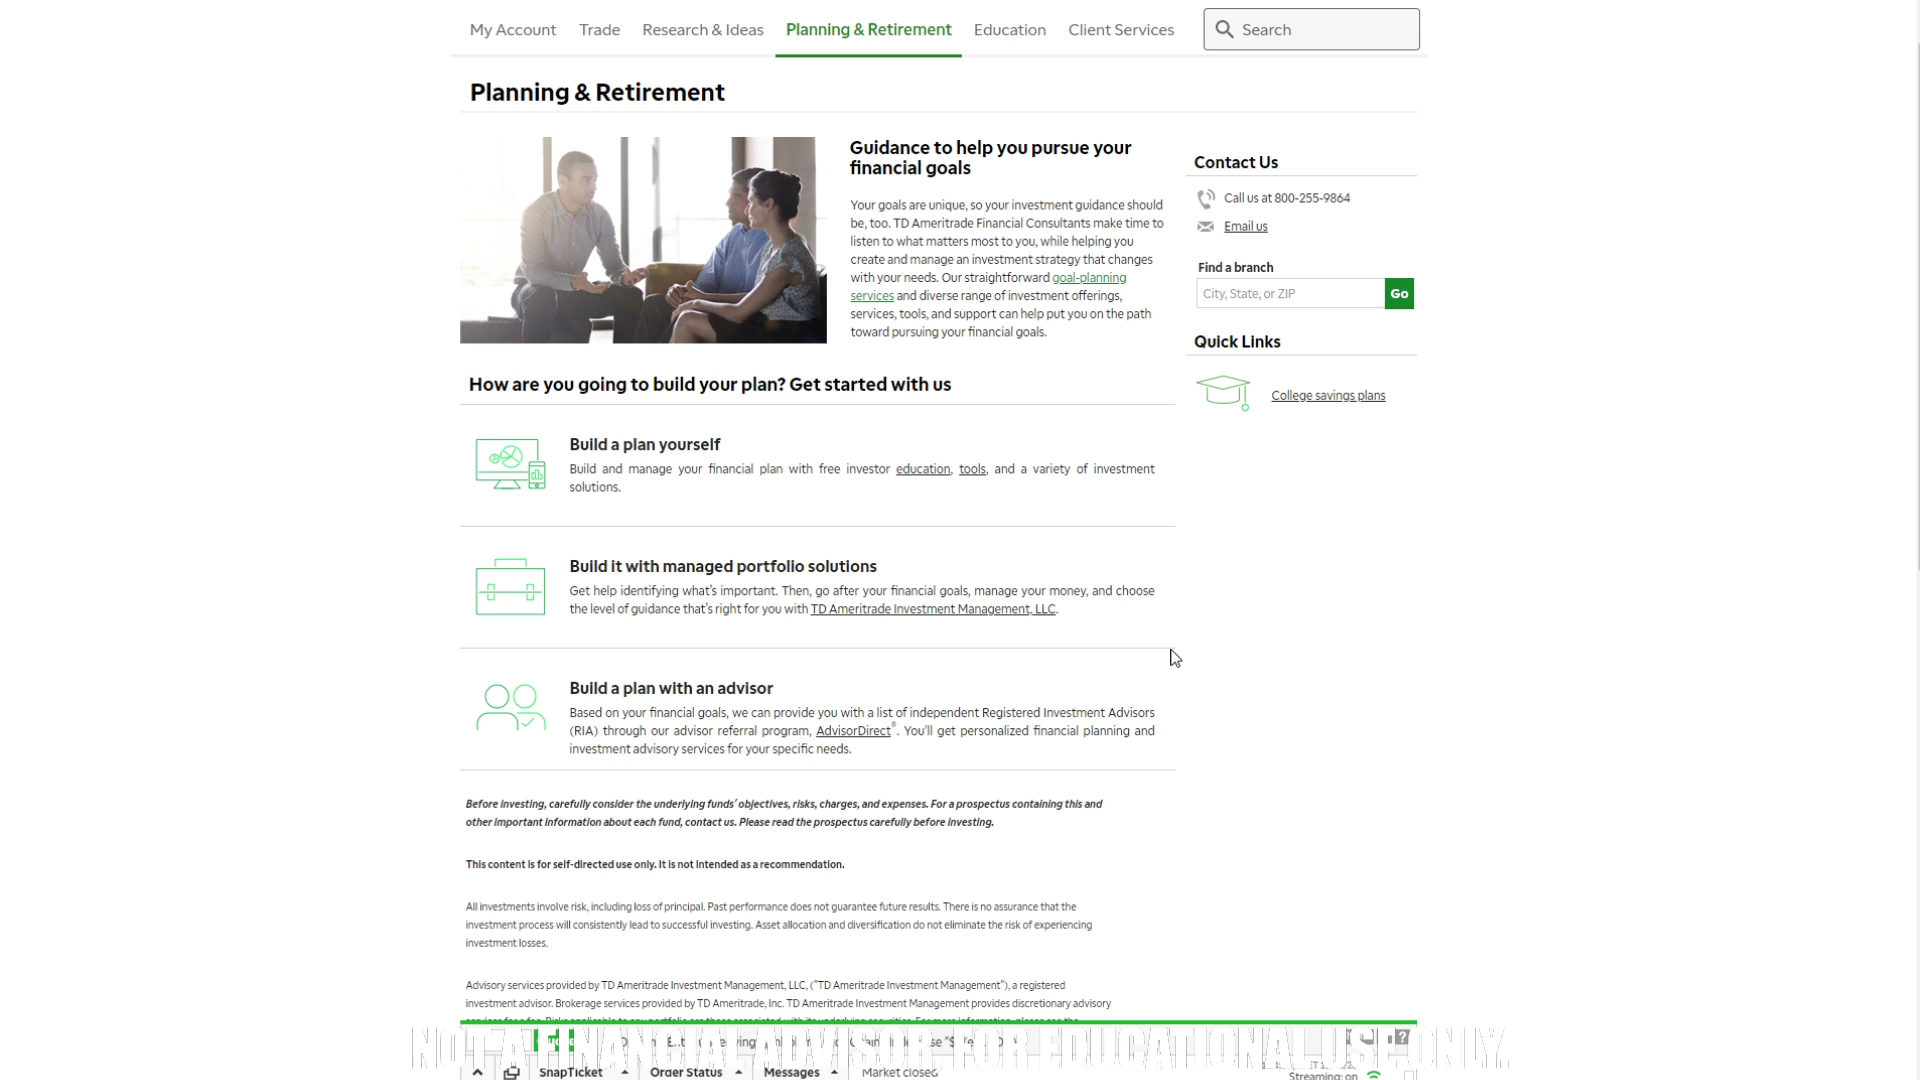 My Account Trade Research & Ideas Planning & Retirement Education Client Services Search
Planning & Retirement
Guidance to help you pursue your
financial goals
Your goals are unique, so your investment guidance should
be, too. TD Ameritrade Financial Consultants make time to
listen to what matters most to you, while helping you
create and manage an investment strategy that changes
with your needs. Our straightforward goal-planning
services and diverse range of investment offerings,
services, tools, and support can help put you on the path
toward pursuing your financial goals.
Contact Us
Call us at 800-255-9864
Email us
Find a branch
City, State, or ZIP Go
Quick Links
College savings plans
How are you going to build your plan? Get started with us
Build a plan yourself
Build and manage your financial plan with free investor education, tools, and a variety of investment
solutions.
Build it with managed portfolio solutions
Get help identifying what's important. Then, go after your financial goals, manage your money, and choose
the level of guidance that's right for you with TD Ameritrade Investment Management, LLC.
Build a plan with an advisor
Based on your financial goals, we can provide you with a list of independent Registered Investment Advisors
(RIA) through our advisor referral program, AdvisorDirect®. You'll get personalized financial planning and
investment advisory services for your specific needs.
Before investing, carefully consider the underlying funds' objectives, risks, charges, and expenses. For a prospectus containing this and
other important information about each fund, contact us. Please read the prospectus carefully before investing.
This content is for self-directed use only. It is not intended as a recommendation.
All investments involve risk, including loss of principal. Past performance does not guarantee future results. There is no assurance that the
investment process will consistently lead to successful investing. Asset allocation and diversification do not eliminate the risk of experiencing
investment losses.
Advisory services provided by TD Ameritrade Investment Management, LLC, ("TD Ameritrade Investment Management"), a registered
investment advisor. Brokerage services provided by TD Ameritrade, Inc. TD Ameritrade Investment Management provides discretionary advisory
NOT A FINANCIAL ADVISOR FOR EDUCATIONAL USE ONLY.
SnapTicket Order Status Messages Market closed
Streaming: on